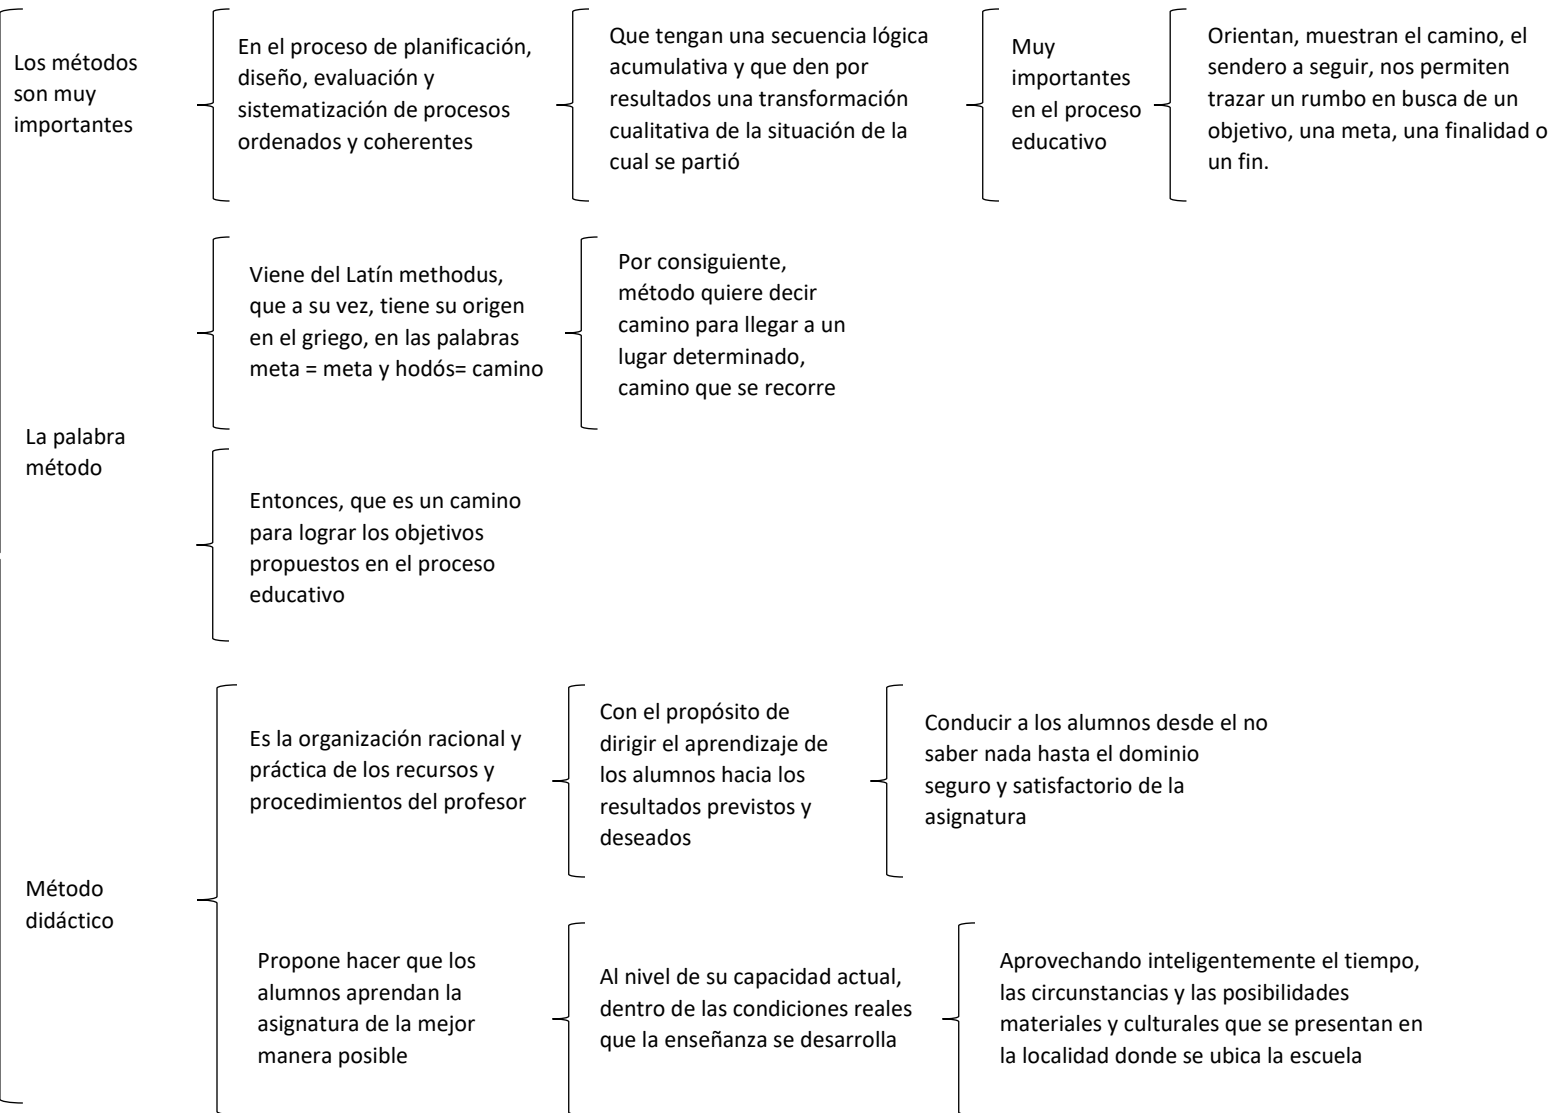 Los métodos
son muy
importantes
En el proceso de planificación,
diseño, evaluación y
sistematización de procesos
ordenados y coherentes
Que tengan una secuencia lógica
acumulativa y que den por
resultados una transformación
cualitativa de la situación de la
cual se partió
Muy
importantes
en el proceso
educativo
Orientan, muestran el camino, el
sendero a seguir, nos permiten
trazar un rumbo en busca de un
objetivo, una meta, una finalidad o
un fin.
La palabra
método
Viene del Latín methodus,
que a su vez, tiene su origen
en el griego, en las palabras
meta = meta y hodós= camino
Por consiguiente,
método quiere decir
camino para llegar a un
lugar determinado,
camino que se recorre
Entonces, que es un camino
para lograr los objetivos
propuestos en el proceso
educativo
Método
didáctico
Es la organización racional y
práctica de los recursos y
procedimientos del profesor
Con el propósito de
dirigir el aprendizaje de
los alumnos hacia los
resultados previstos y
deseados
Conducir a los alumnos desde el no
saber nada hasta el dominio
seguro y satisfactorio de la
asignatura
Propone hacer que los
alumnos aprendan la
asignatura de la mejor
manera posible
Al nivel de su capacidad actual,
dentro de las condiciones reales
que la enseñanza se desarrolla
Aprovechando inteligentemente el tiempo,
las circunstancias y las posibilidades
materiales y culturales que se presentan en
la localidad donde se ubica la escuela